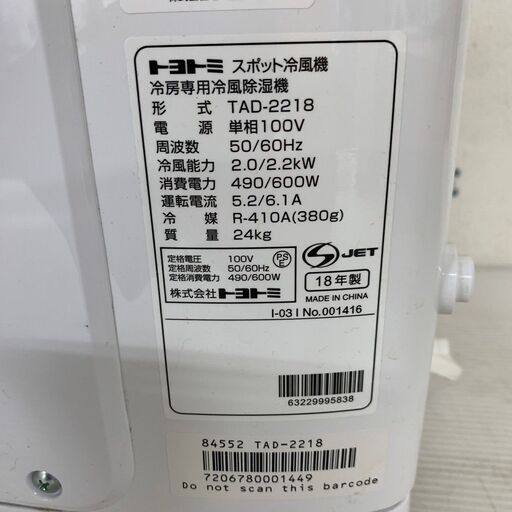 トヨトミ スポット冷風機
冷房専用冷風除湿機
形 式 TAD-2218
電 源 単相100V
周波数 50/60Hz
冷風能力 2.0/2.2kW
消費電力 490/600W
運転電流 5.2/6.1A
冷 媒 R-410A(380g)
質 量 24kg
定格電圧 100V
定格周波数 50/60Hz
定格消費電力 490/600W
PS
E
S JET
株式会社トヨトミ
18年製
MADE IN CHINA
I-03 I No.001416
63229995838
84552 TAD-2218
7206780001449
Do not scan this barcode